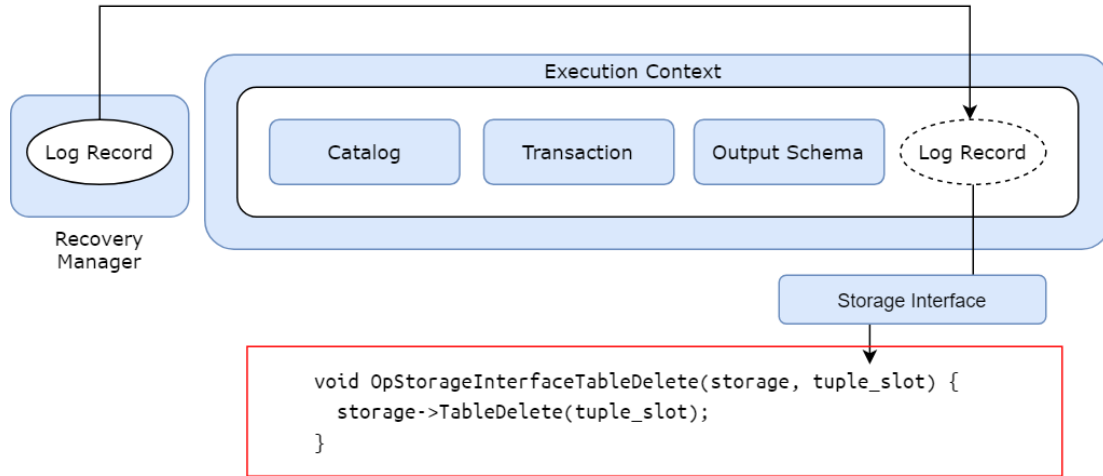 Execution Context
Log Record
Catalog
Transaction
Output Schema
Log Record
Recovery
Manager
Storage Interface
void OpStorageInterfaceTableDelete(storage, tuple_slot) {
  storage->TableDelete(tuple_slot);
}